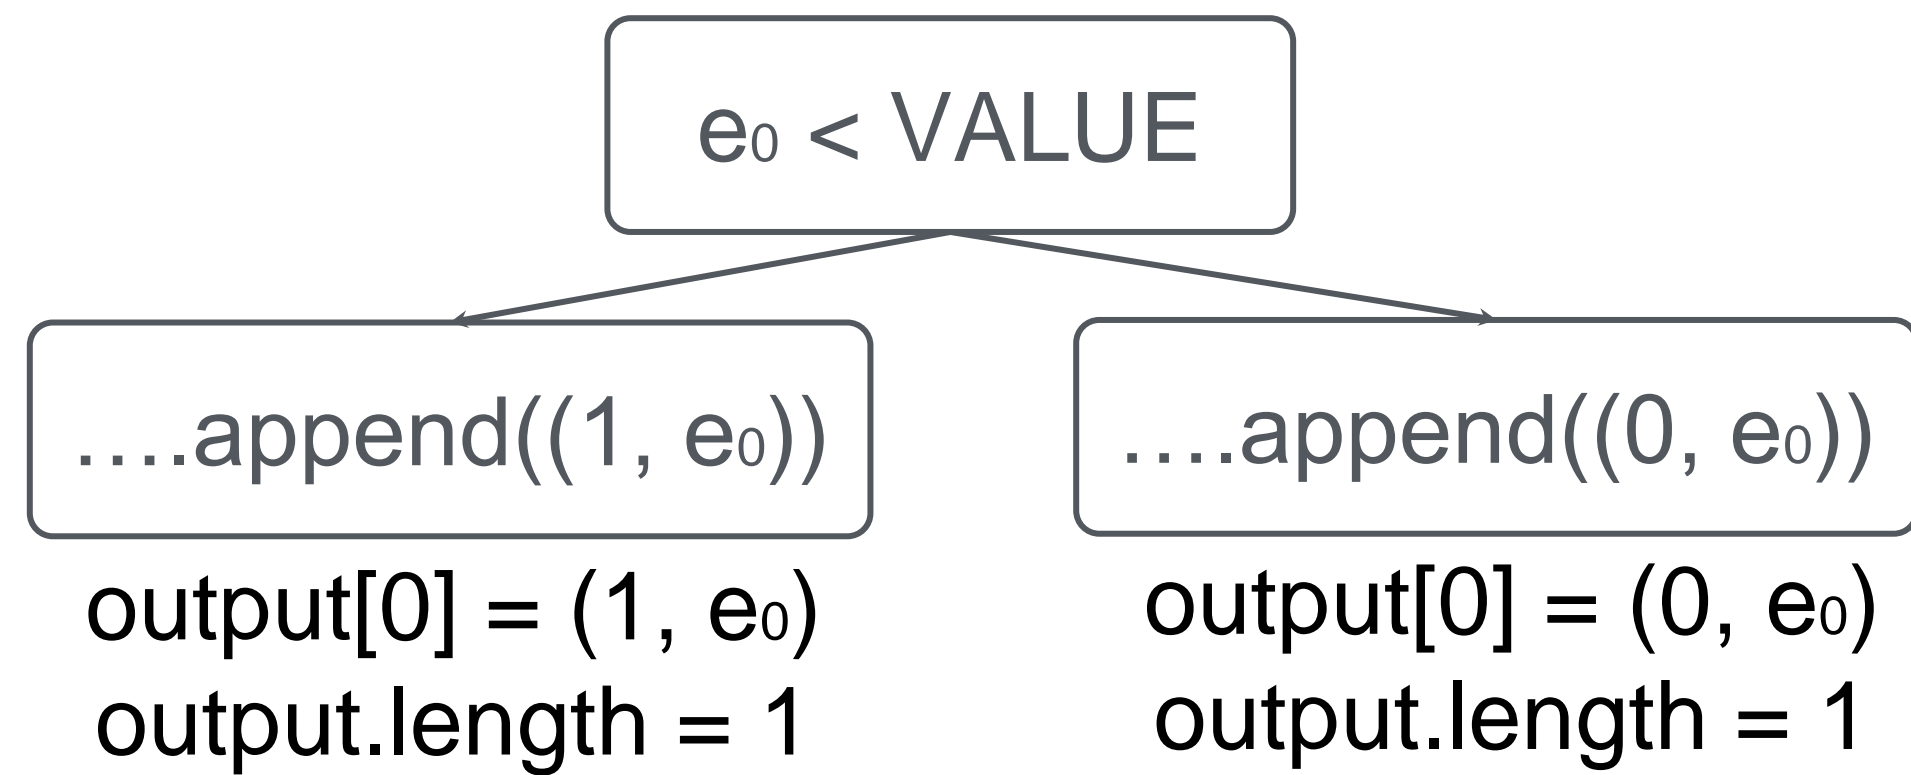 e₀ < VALUE
....append((1, e₀))
....append((0, e₀))
output[0] = (1, e₀)
output.length = 1
output[0] = (0, e₀)
output.length = 1